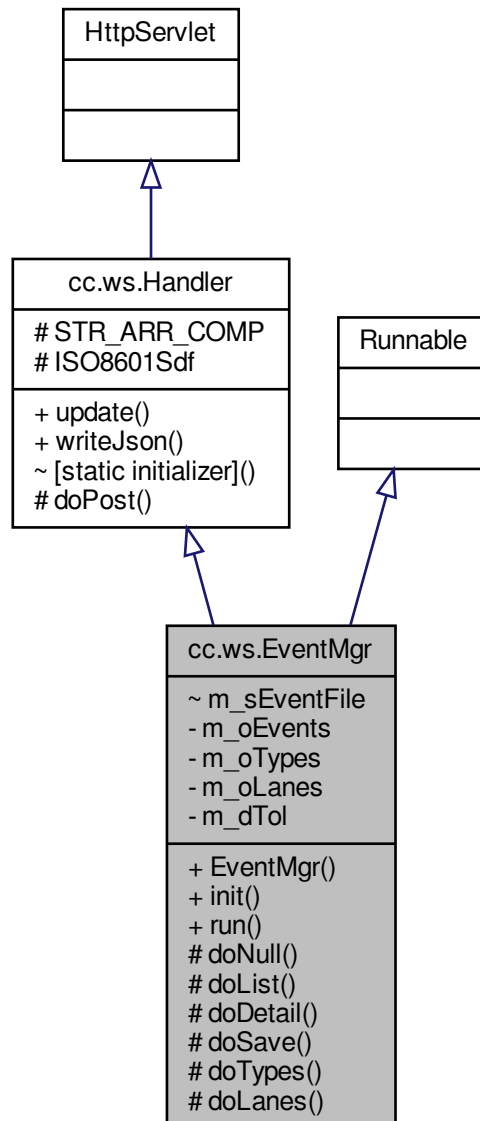 HttpServlet
cc.ws.Handler
# STR_ARR_COMP
# ISO8601Sdf
+ update()
+ writeJson()
~ [static initializer]()
# doPost()
Runnable
cc.ws.EventMgr
~ m_sEventFile
- m_oEvents
- m_oTypes
- m_oLanes
- m_dTol
+ EventMgr()
+ init()
+ run()
# doNull()
# doList()
# doDetail()
# doSave()
# doTypes()
# doLanes()